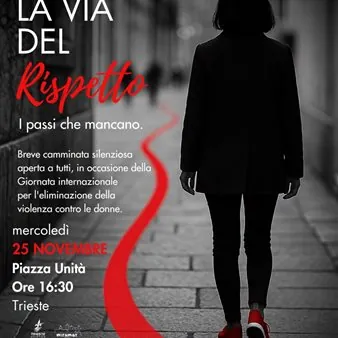 LA VIA
DEL
Rispetto
I passi che mancano.
Breve camminata silenziosa
aperta a tutti, in occasione della
Giornata internazionale
per l'eliminazione della
violenza contro le donne.
mercoledì
25 NOVEMBRE
Piazza Unità
Ore 16:30
Trieste